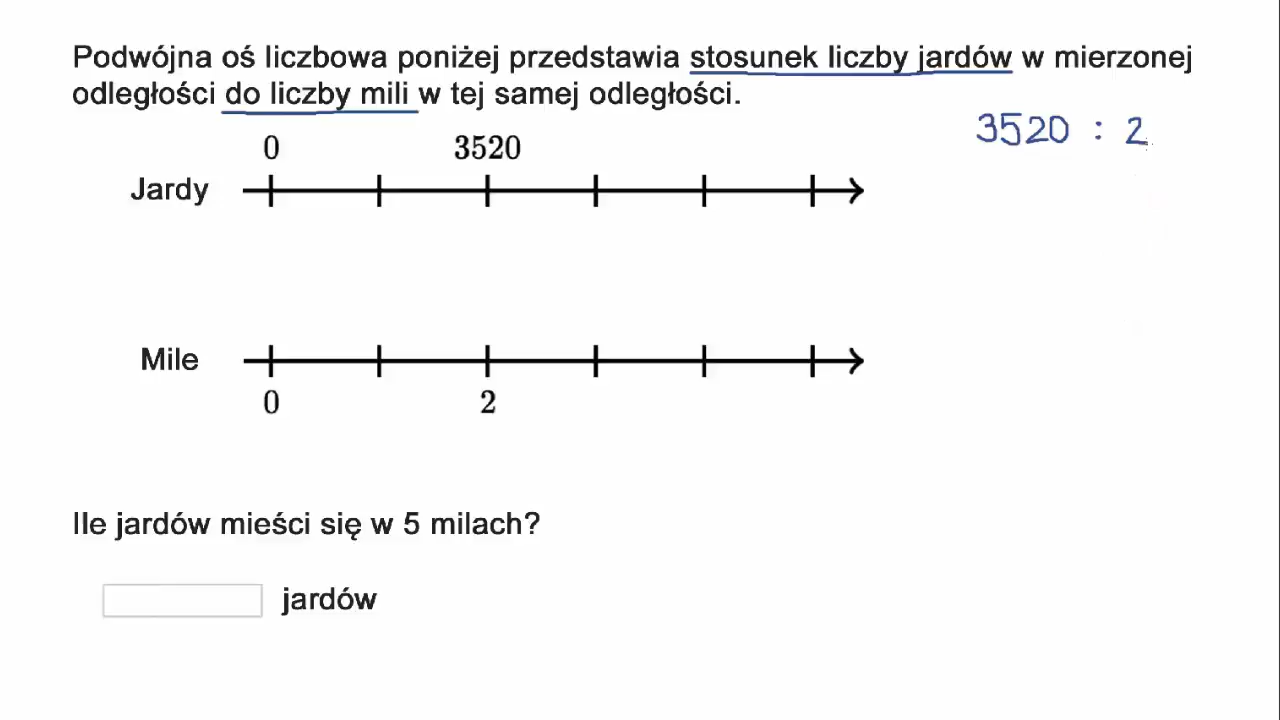 Podwójna oś liczbowa poniżej przedstawia stosunek liczby jardów w mierzonej
odległości do liczby mili w tej samej odległości.
3520 : 2
0 3520
Jardy
Mile
0 2
Ile jardów mieści się w 5 milach?
jardów